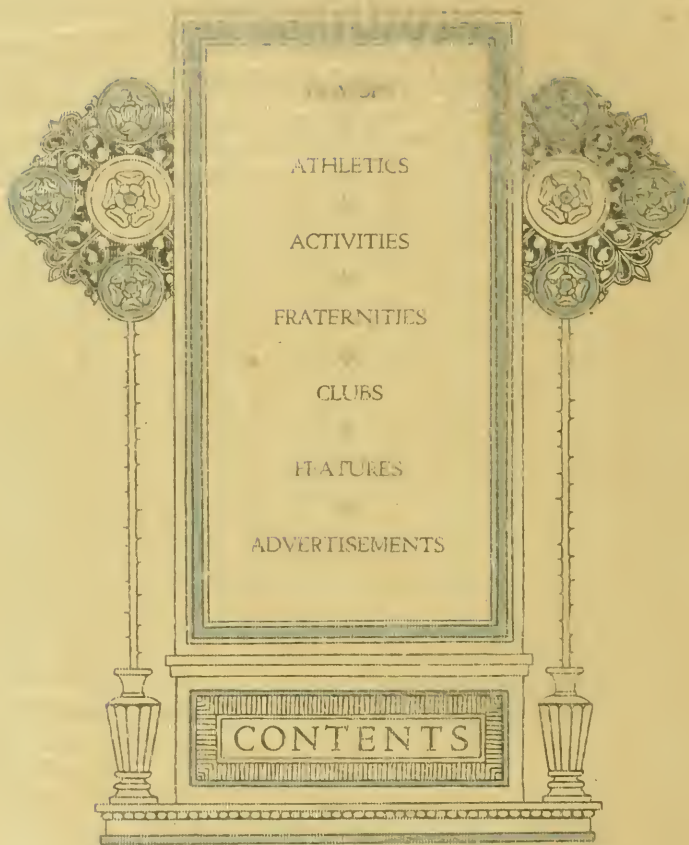 ATHLETICS
ACTIVITIES
FRATERNITIES
CLUBS
FEATURES
ADVERTISEMENTS
CONTENTS